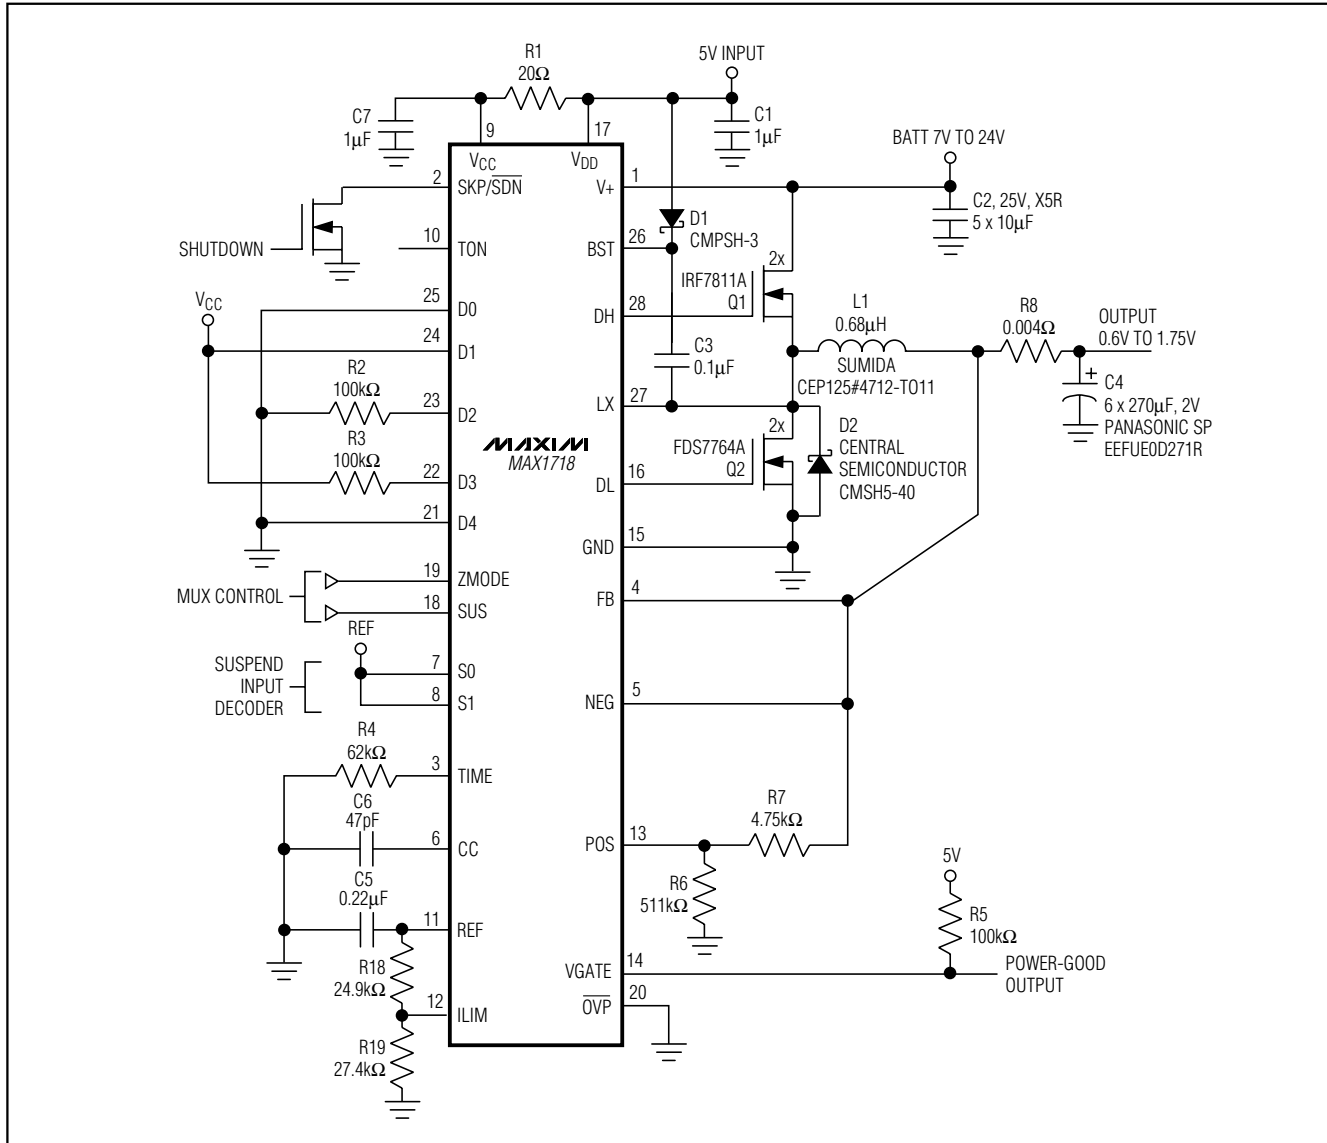 R1
20Ω
5V INPUT
C7
1µF
C1
1µF
9
17
BATT 7V TO 24V
VCC
VDD
2
SKP/SDN
V+
1
C2, 25V, X5R
5 x 10µF
D1
CMPSH-3
SHUTDOWN
10
TON
BST
26
2x
IRF7811A
Q1
25
D0
DH
28
VCC
24
D1
L1
0.68µH
SUMIDA
CEP125#4712-TO11
R8
0.004Ω
OUTPUT
0.6V TO 1.75V
C3
0.1µF
R2
100kΩ
23
D2
LX
27
+
C4
6 x 270µF, 2V
PANASONIC SP
EEFUE0D271R
R3
100kΩ
22
D3
MAXIM
MAX1718
2x
FDS7764A
Q2
D2
CENTRAL
SEMICONDUCTOR
CMSH5-40
DL
16
21
D4
GND
15
MUX CONTROL
19
ZMODE
18
SUS
FB
4
REF
SUSPEND
INPUT
DECODER
7
S0
8
S1
NEG
5
R4
62kΩ
3
TIME
C6
47pF
6
CC
R7
4.75kΩ
POS
13
R6
511kΩ
5V
R5
100kΩ
C5
0.22µF
11
REF
R18
24.9kΩ
12
ILIM
VGATE
14
POWER-GOOD
OUTPUT
OVP
20
R19
27.4kΩ